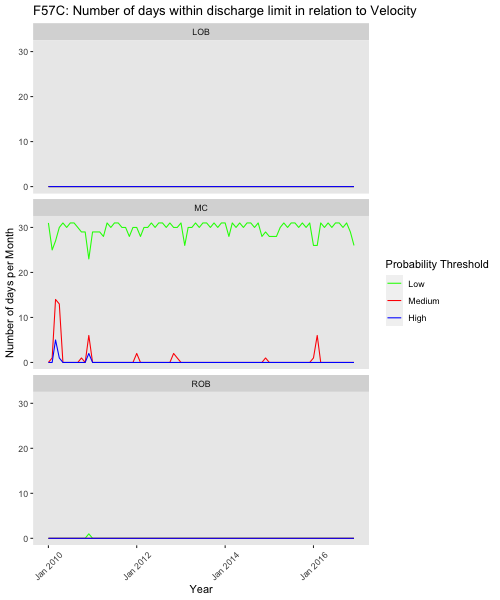 F57C: Number of days within discharge limit in relation to Velocity
LOB
30
20
10
0
MC
30
20
10
0
ROB
30
20
10
0
Number of days per Month
Jan 2010
Jan 2012
Jan 2014
Jan 2016
Year
Probability Threshold
Low
Medium
High